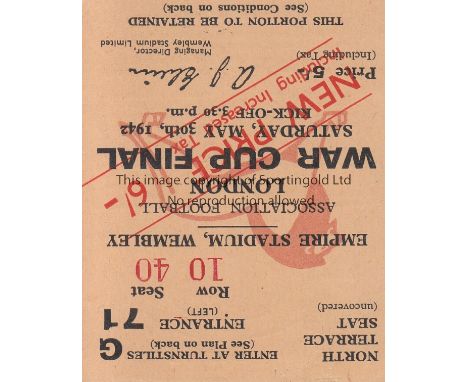 NORTH
TERRACE
SEAT
(uncovered)
ENTER AT TURNSTILES
(See Plan on back)
G
ENTRANCE
(LEFT)
71
Row Seat
10 40
EMPIRE STADIUM, WEMBLEY
ASSOCIATION FOOTBALL
LONDON
WAR CUP FINAL
SATURDAY, MAY 30th, 1942
KICK-OFF 3.30 p.m.
NEW PRICE 6/-
Including Increased Tax
Price 5/-
(Including Tax)
Managing Director,
Wembley Stadium Limited
THIS PORTION TO BE RETAINED
(See Conditions on back)
This image copyright of Sportingold Ltd
No reproduction allowed